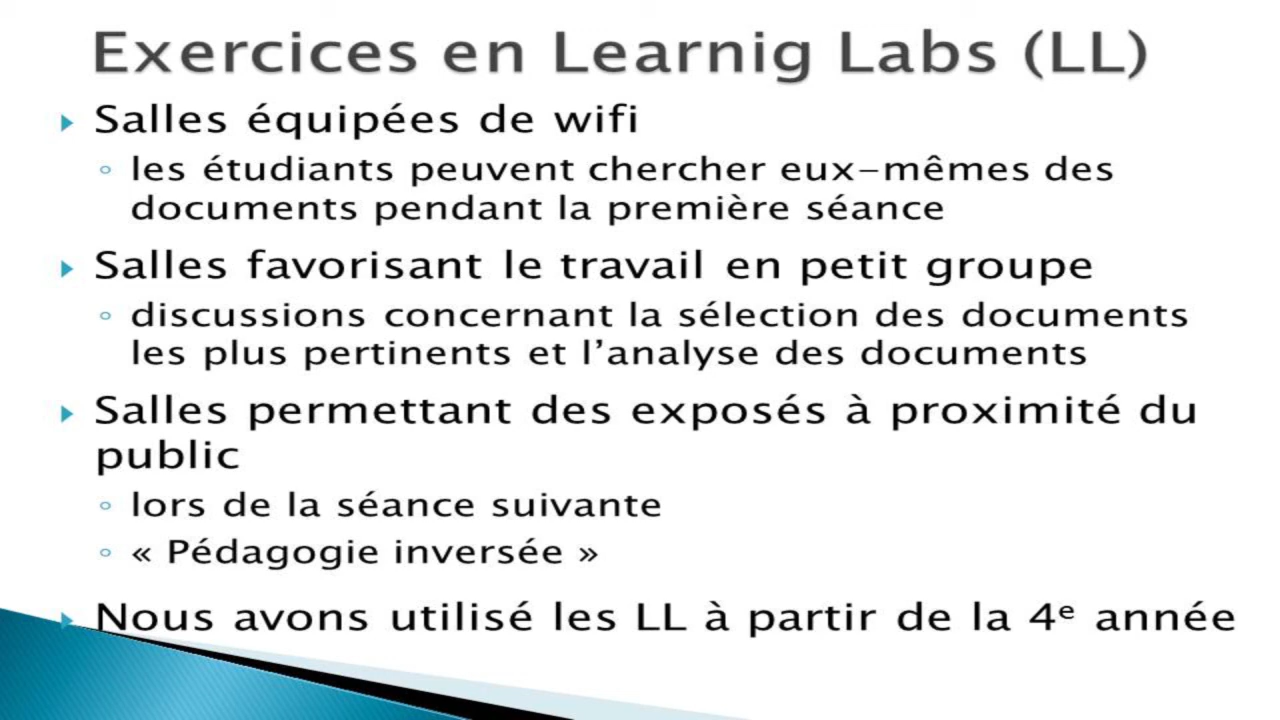 Exercices en Learnig Labs (LL)
Salles équipées de wifi
les étudiants peuvent chercher eux-mêmes des
documents pendant la première séance
Salles favorisant le travail en petit groupe
discussions concernant la sélection des documents
les plus pertinents et l’analyse des documents
Salles permettant des exposés à proximité du
public
lors de la séance suivante
« Pédagogie inversée »
Nous avons utilisé les LL à partir de la 4ᵉ année